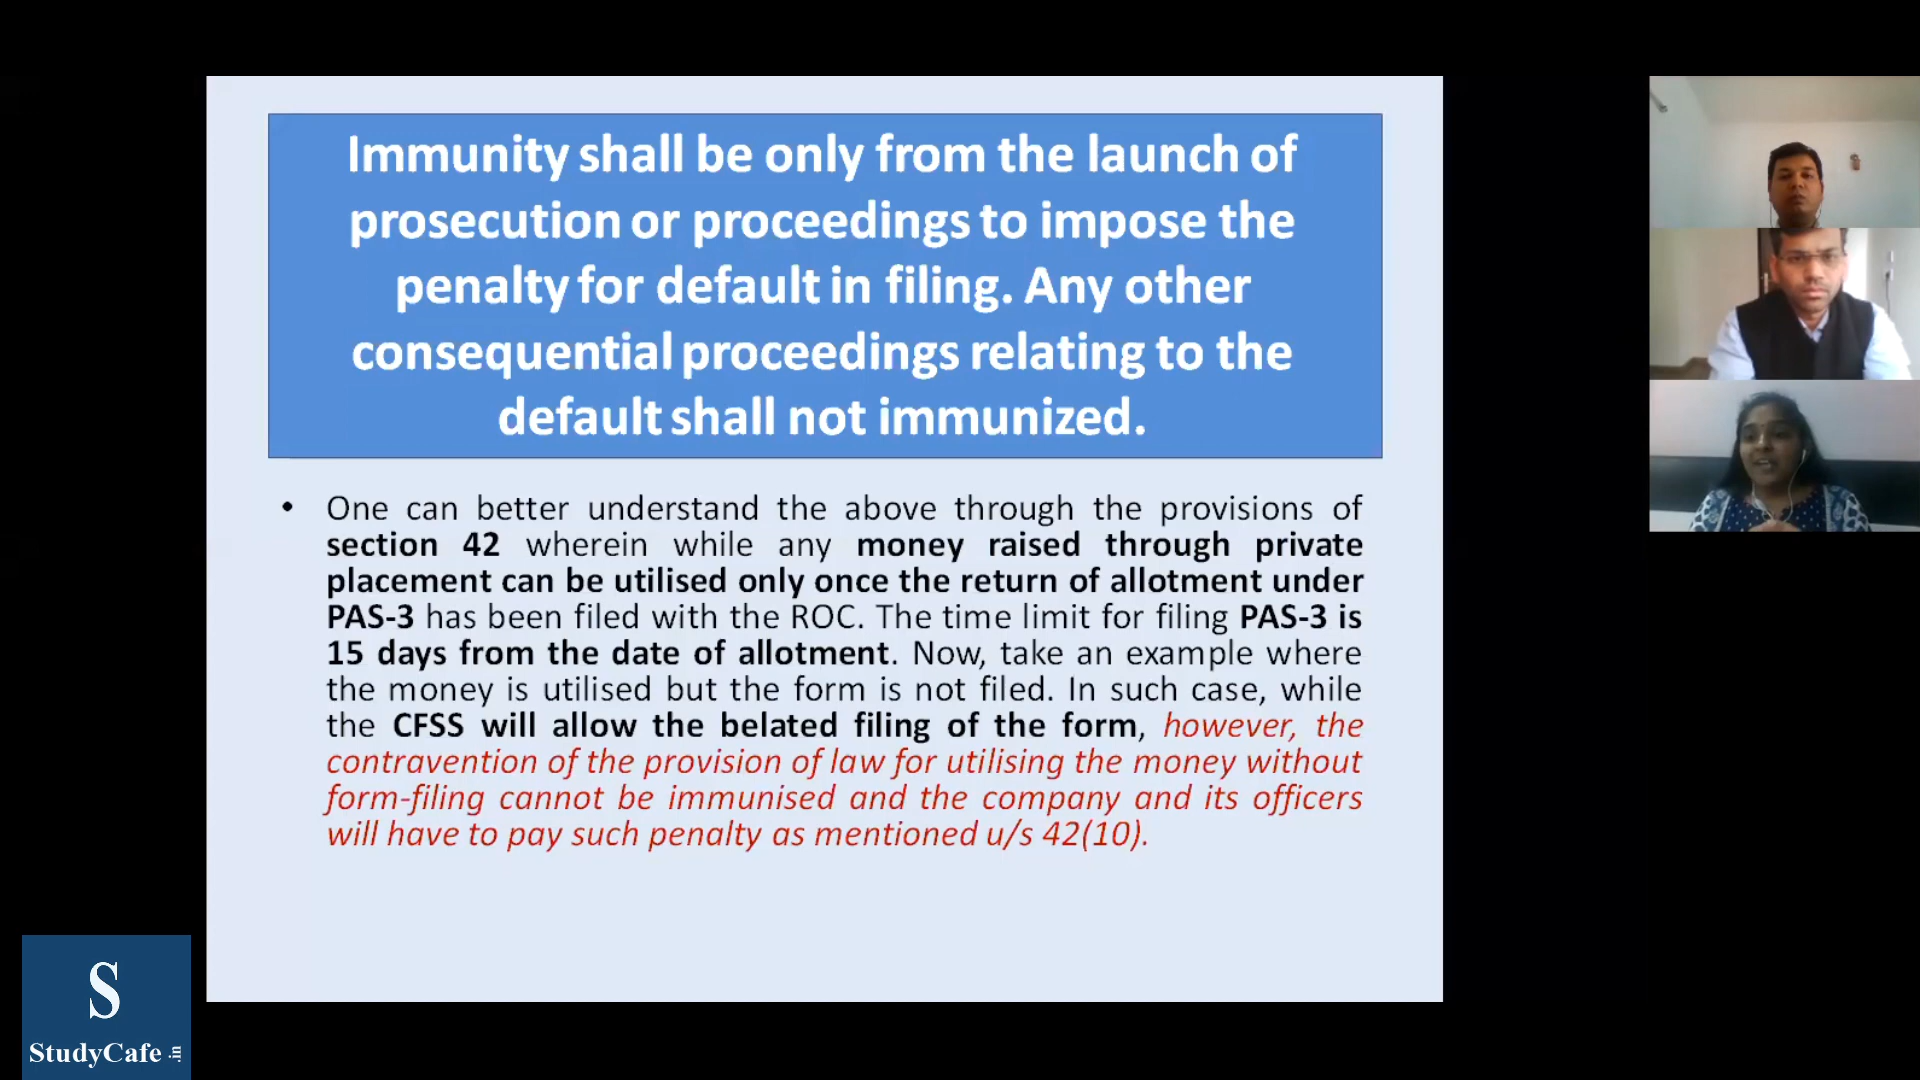 Immunity shall be only from the launch of
prosecution or proceedings to impose the
penalty for default in filing. Any other
consequential proceedings relating to the
default shall not immunized.
• One can better understand the above through the provisions of
section 42 wherein while any money raised through private
placement can be utilised only once the return of allotment under
PAS-3 has been filed with the ROC. The time limit for filing PAS-3 is
15 days from the date of allotment. Now, take an example where
the money is utilised but the form is not filed. In such case, while
the CFSS will allow the belated filing of the form, however, the
contravention of the provision of law for utilising the money without
form-filing cannot be immunised and the company and its officers
will have to pay such penalty as mentioned u/s 42(10).
S
StudyCafe .in